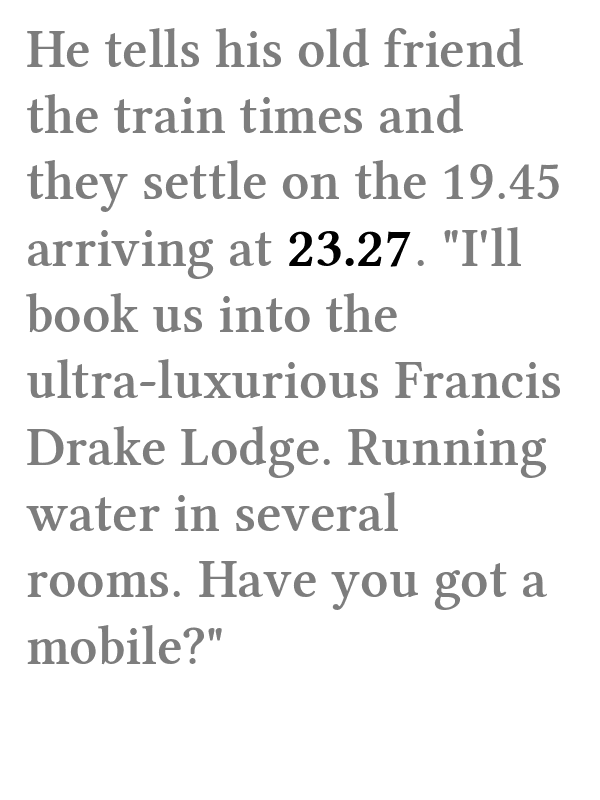 He tells his old friend
the train times and
they settle on the 19.45
arriving at 23.27. "I'll
book us into the
ultra-luxurious Francis
Drake Lodge. Running
water in several
rooms. Have you got a
mobile?"